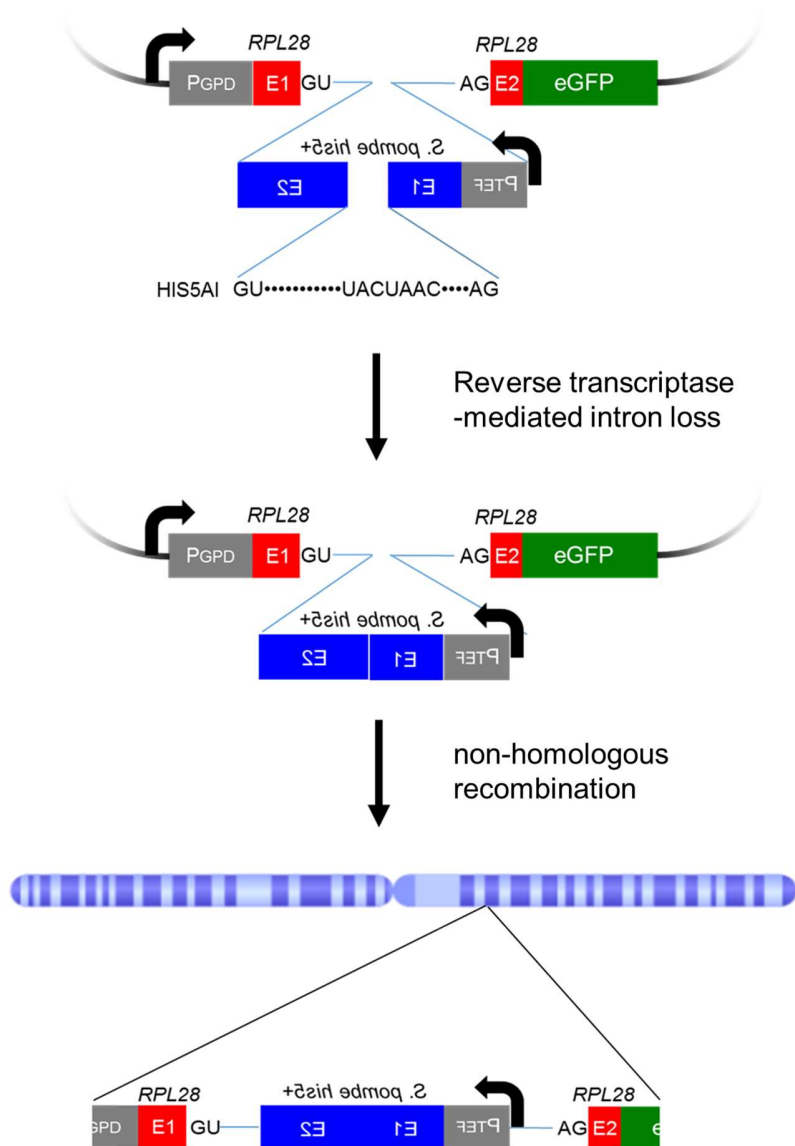 RPL28 RPL28
PGPD E1 GU AG E2 eGFP
S. pombe his5+
E2 E1 PTEF
HIS5AI GU•••••••••••UACUAAC••••AG
Reverse transcriptase
-mediated intron loss
RPL28 RPL28
PGPD E1 GU AG E2 eGFP
S. pombe his5+
E2 E1 PTEF
non-homologous
recombination
RPL28 S. pombe his5+ RPL28
GPD E1 GU E2 E1 PTEF AG E2 e